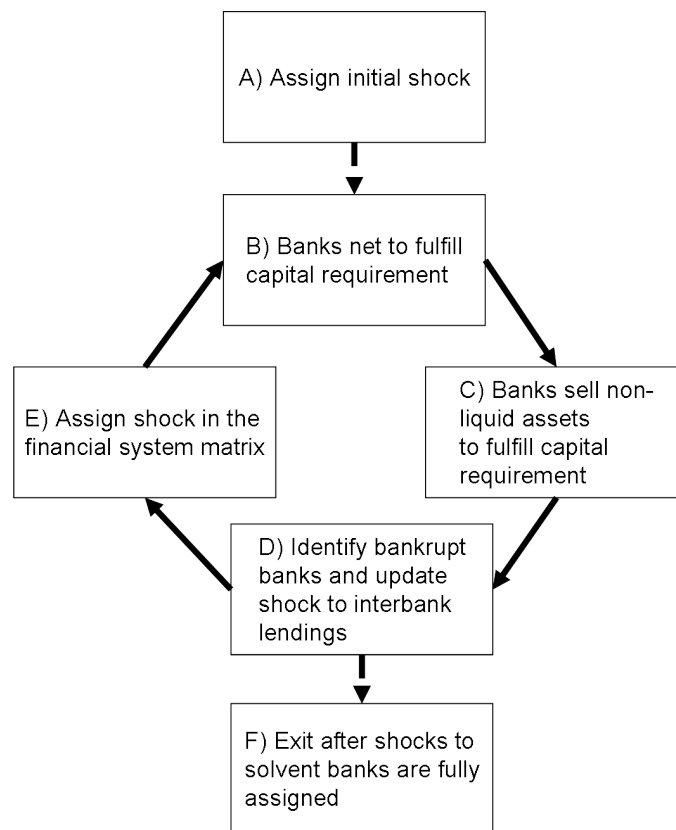 A) Assign initial shock
B) Banks net to fulfill
capital requirement
C) Banks sell non-
liquid assets
to fulfill capital
requirement
E) Assign shock in the
financial system matrix
D) Identify bankrupt
banks and update
shock to interbank
lendings
F) Exit after shocks to
solvent banks are fully
assigned